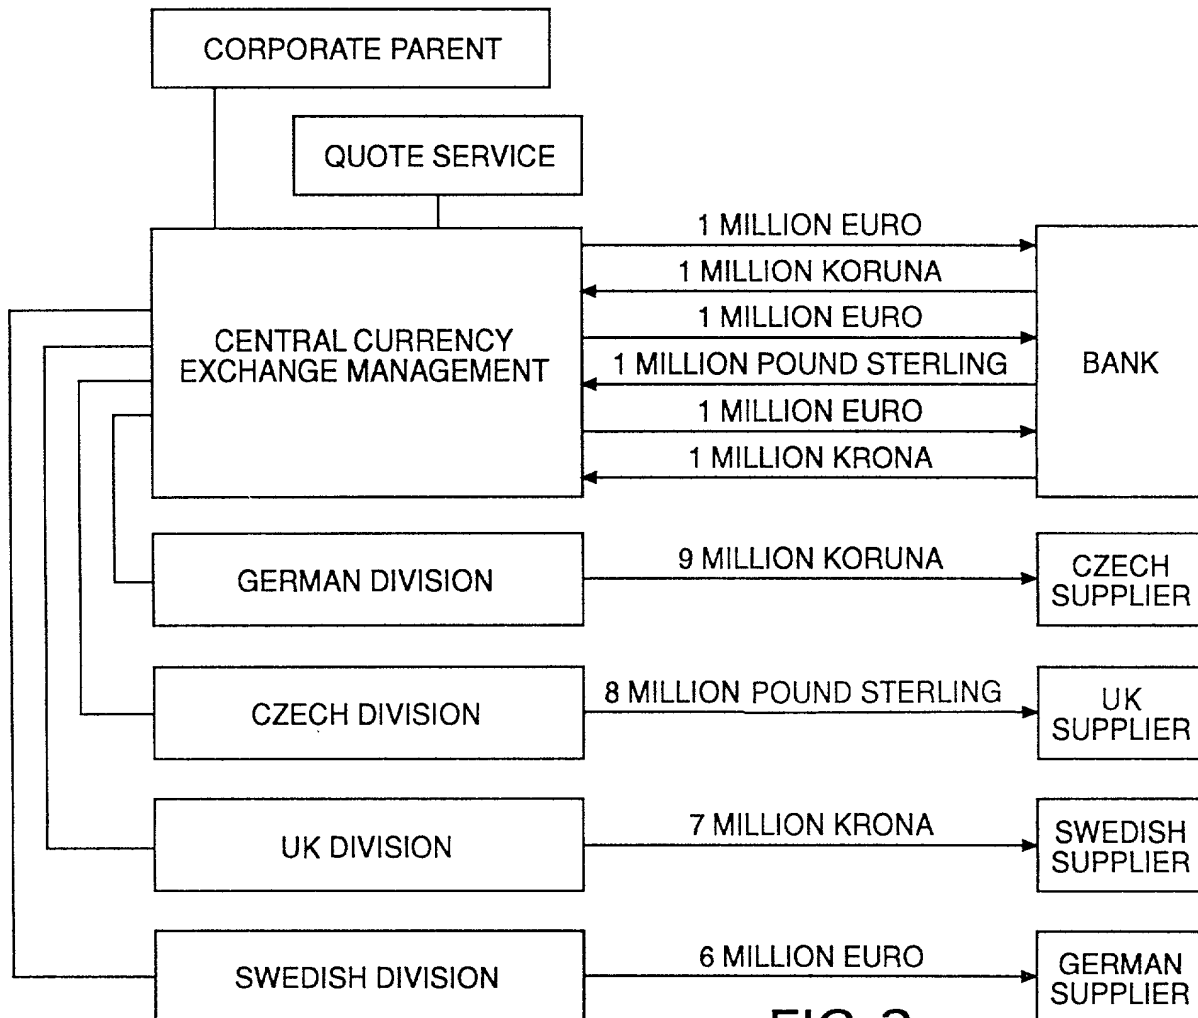 CORPORATE PARENT
QUOTE SERVICE
CENTRAL CURRENCY
EXCHANGE MANAGEMENT
1 MILLION EURO
1 MILLION KORUNA
1 MILLION EURO
1 MILLION POUND STERLING
1 MILLION EURO
1 MILLION KRONA
BANK
GERMAN DIVISION
9 MILLION KORUNA
CZECH
SUPPLIER
CZECH DIVISION
8 MILLION POUND STERLING
UK
SUPPLIER
UK DIVISION
7 MILLION KRONA
SWEDISH
SUPPLIER
SWEDISH DIVISION
6 MILLION EURO
GERMAN
SUPPLIER